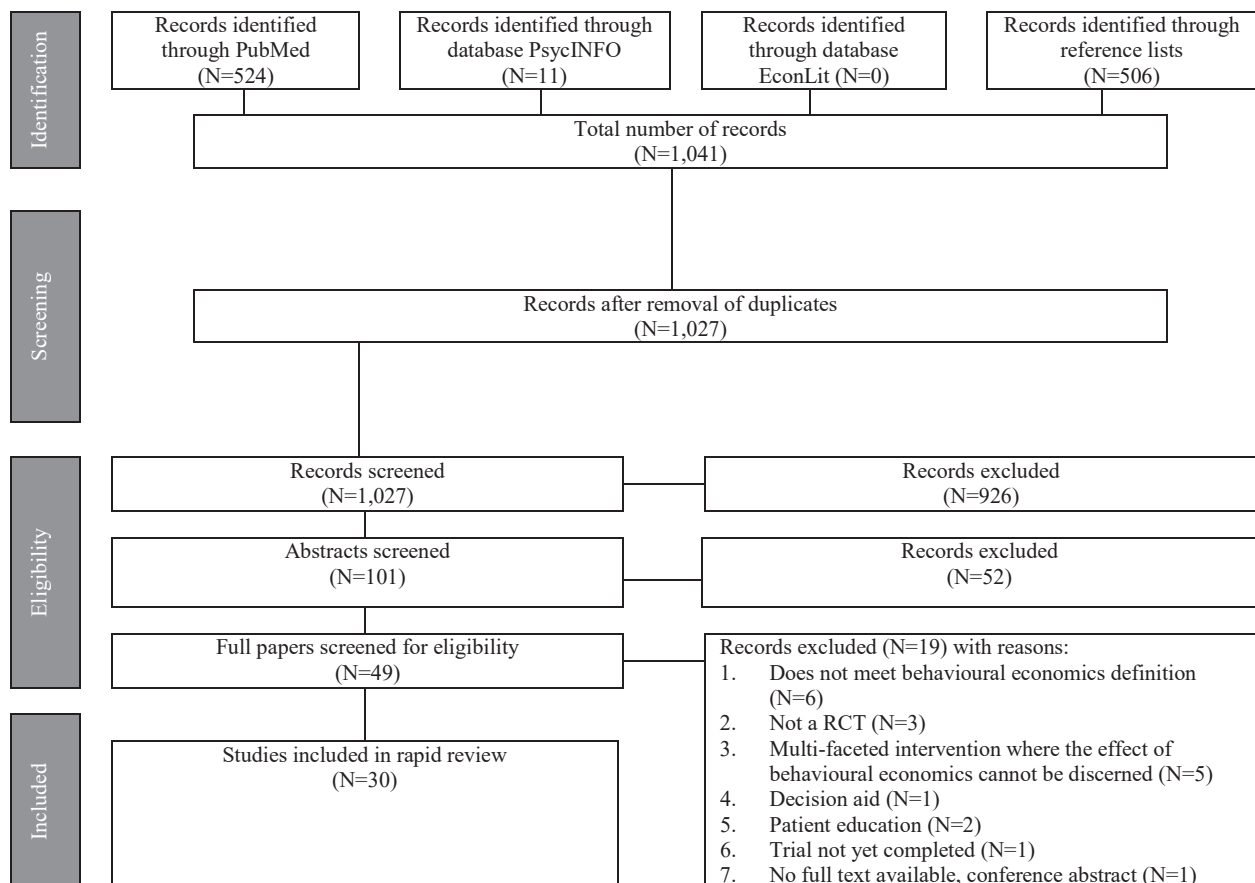 Identification
Records identified
through PubMed
(N=524)
Records identified through
database PsycINFO
(N=11)
Records identified
through database
EconLit (N=0)
Records identified through
reference lists
(N=506)
Total number of records
(N=1,041)
Screening
Records after removal of duplicates
(N=1,027)
Eligibility
Records screened
(N=1,027)
Records excluded
(N=926)
Abstracts screened
(N=101)
Records excluded
(N=52)
Full papers screened for eligibility
(N=49)
Records excluded (N=19) with reasons:
1. Does not meet behavioural economics definition
(N=6)
2. Not a RCT (N=3)
3. Multi-faceted intervention where the effect of
behavioural economics cannot be discerned (N=5)
4. Decision aid (N=1)
5. Patient education (N=2)
6. Trial not yet completed (N=1)
7. No full text available, conference abstract (N=1)
Included
Studies included in rapid review
(N=30)